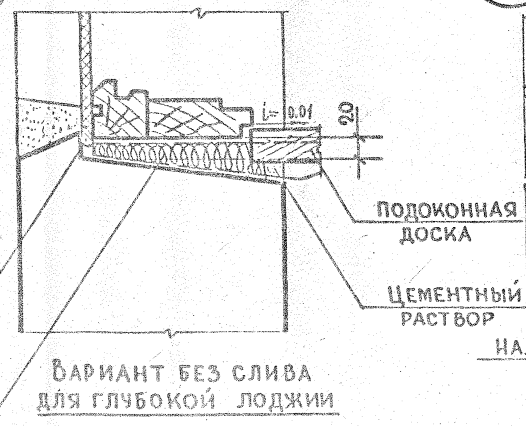 i= 0.01
20
ПОДОКОННАЯ
ДОСКА
ЦЕМЕНТНЫЙ
РАСТВОР
НА
ВАРИАНТ БЕЗ СЛИВА
ДЛЯ ГЛУБОКОЙ ЛОДЖИИ